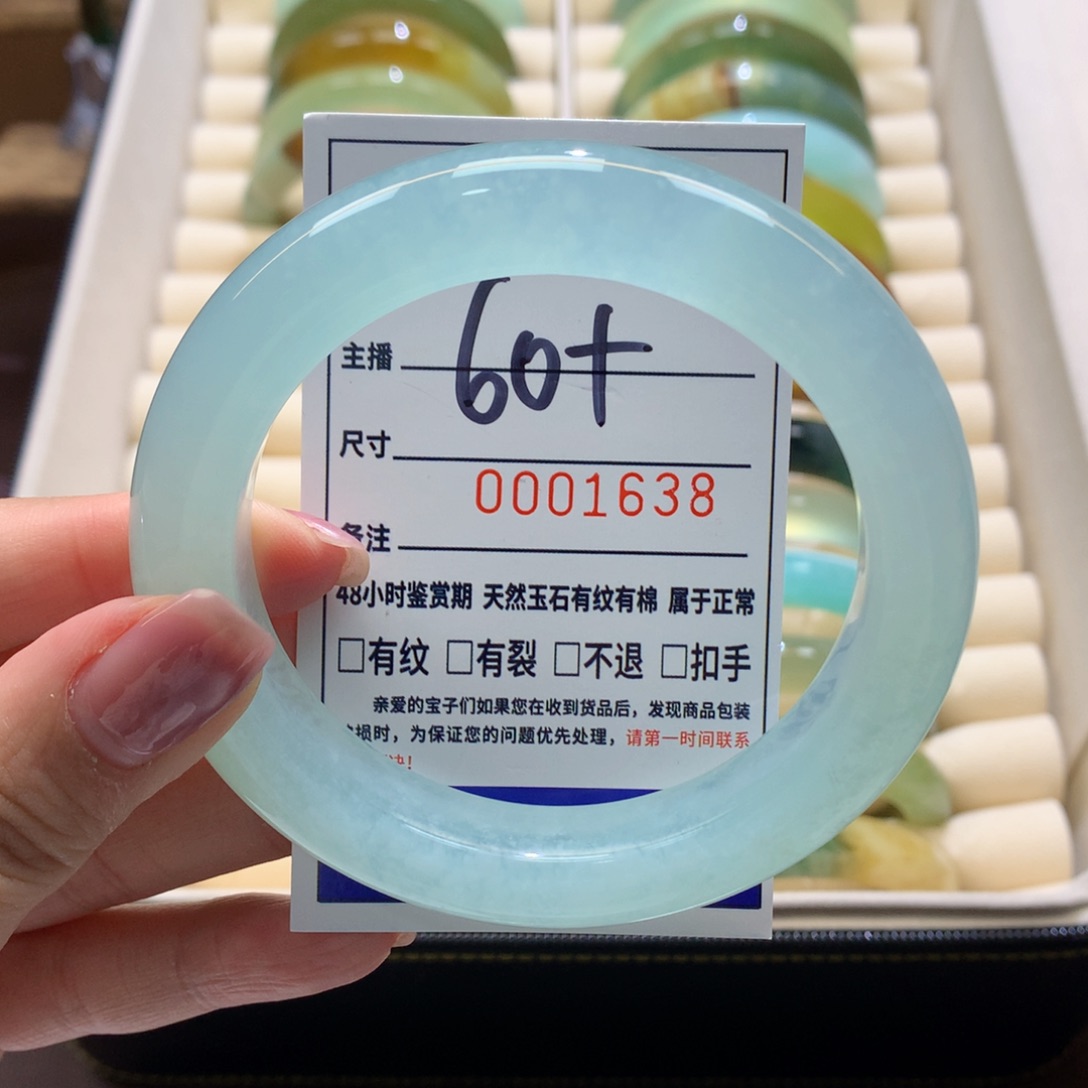 60+
主播
尺寸
0001638
备注
48小时鉴赏期 天然玉石有纹有棉 属于正常
□有纹 □有裂 □不退 □扣手
亲爱的宝子们如果您在收到货品后，发现商品包装
损时，为保证您的问题优先处理，请第一时间联系
！